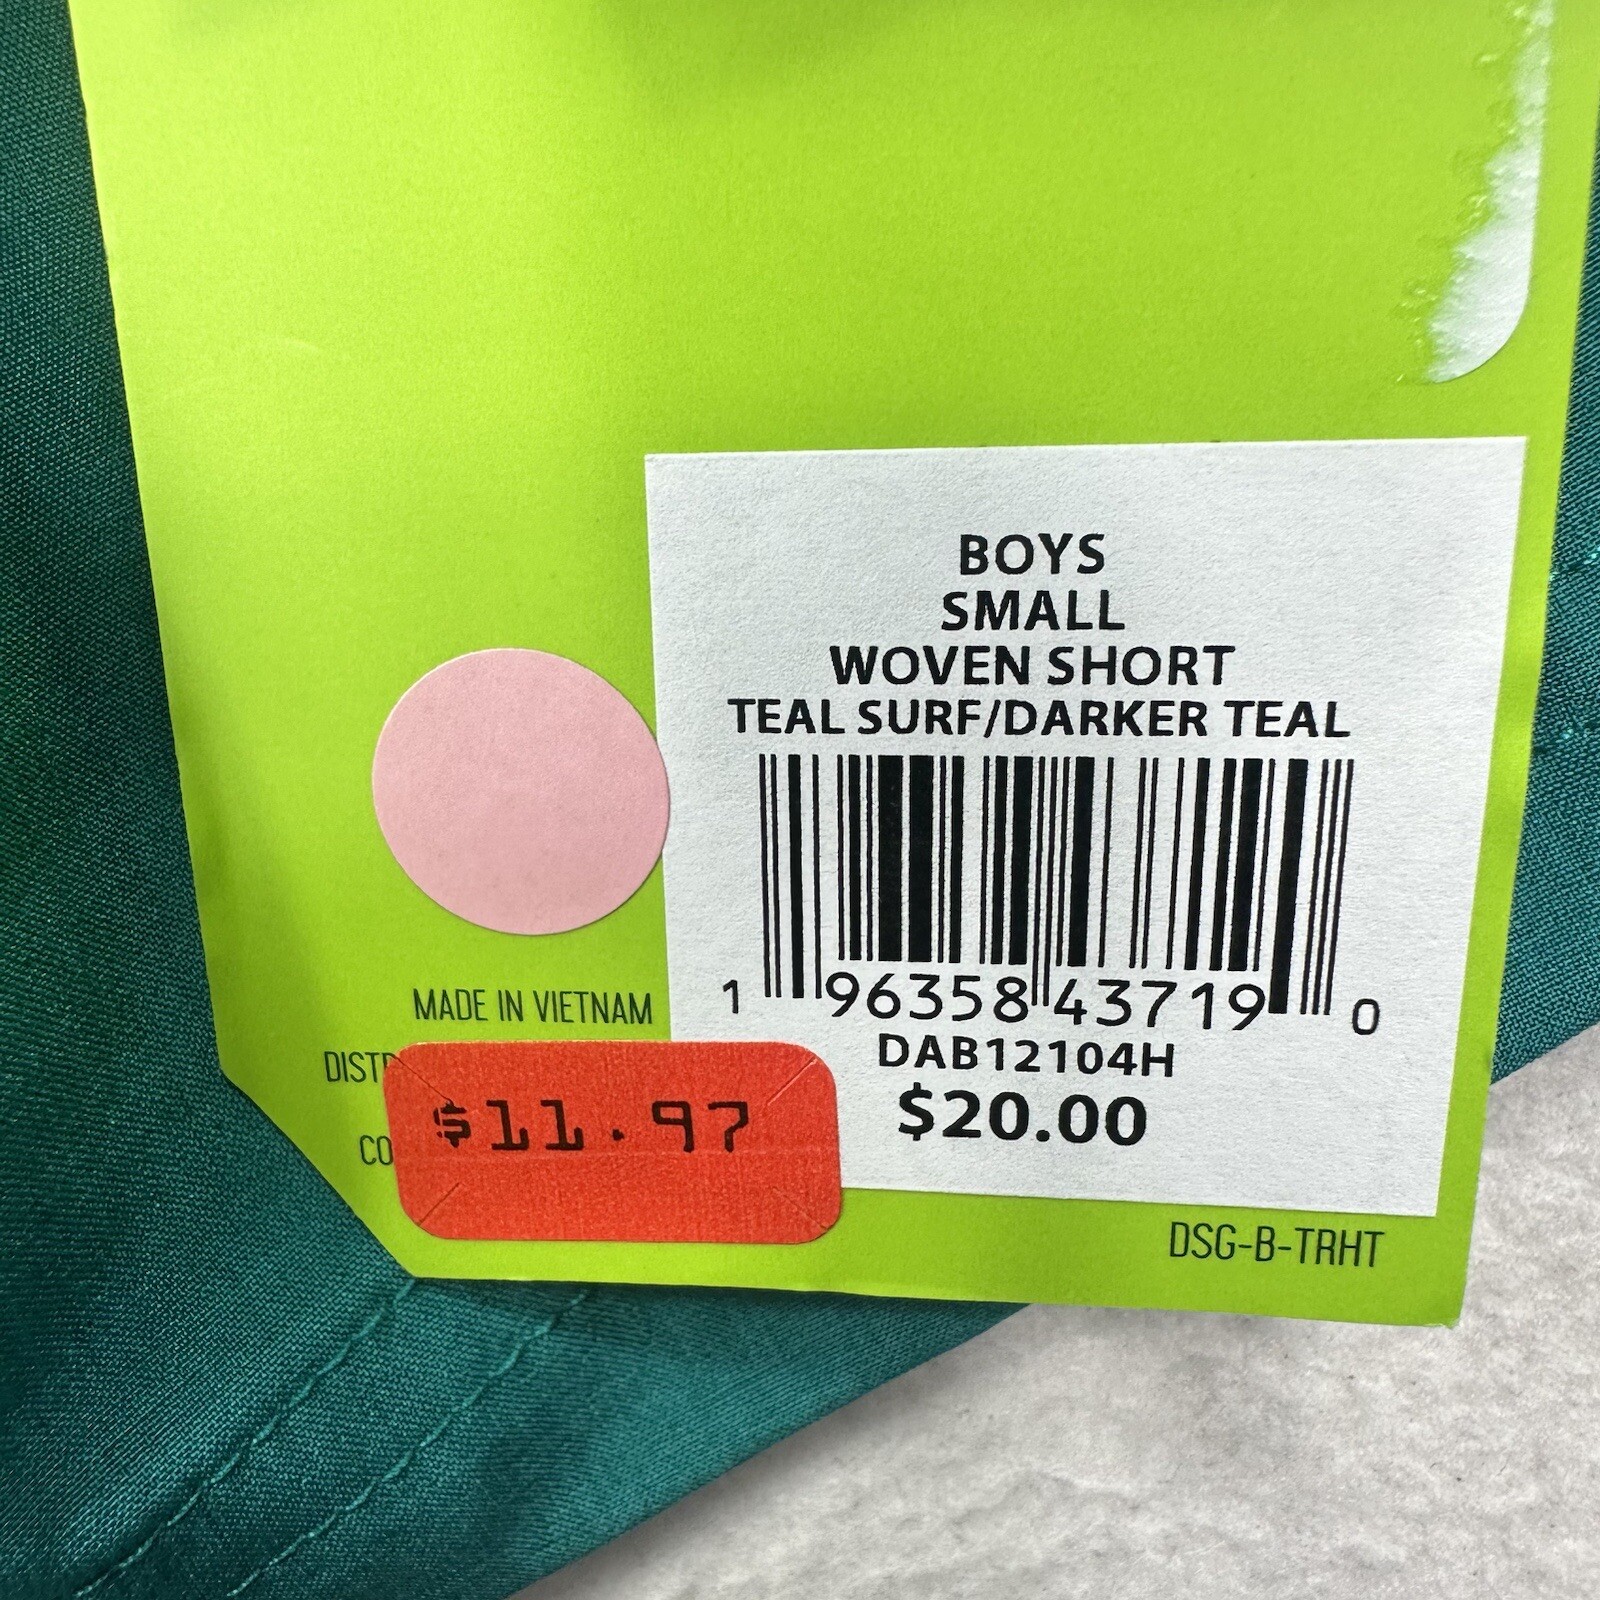 BOYS
SMALL
WOVEN SHORT
TEAL SURF/DARKER TEAL
1 96358 43719 0
DAB12104H
$20.00
MADE IN VIETNAM
$11.97
DSG-B-TRHT